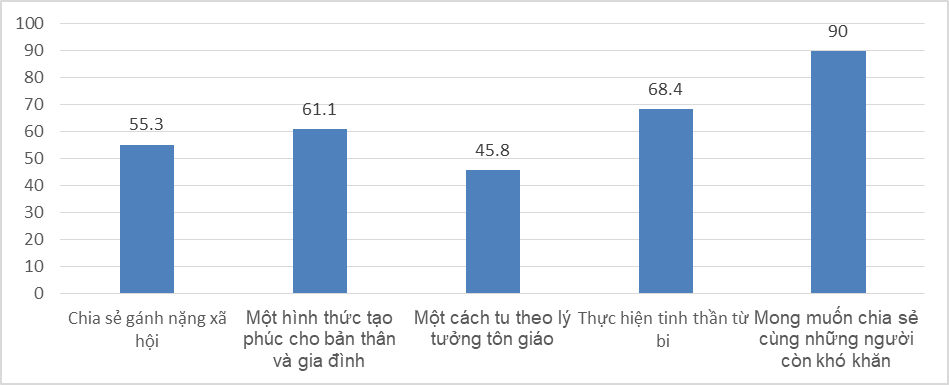 100
90
80
70
60
50
40
30
20
10
0
55.3
61.1
45.8
68.4
90
Chia sẻ gánh nặng xã
hội
Một hình thức tạo
phúc cho bản thân
và gia đình
Một cách tu theo lý
tưởng tôn giáo
Thực hiện tinh thần từ
bi
Mong muốn chia sẻ
cùng những người
còn khó khăn